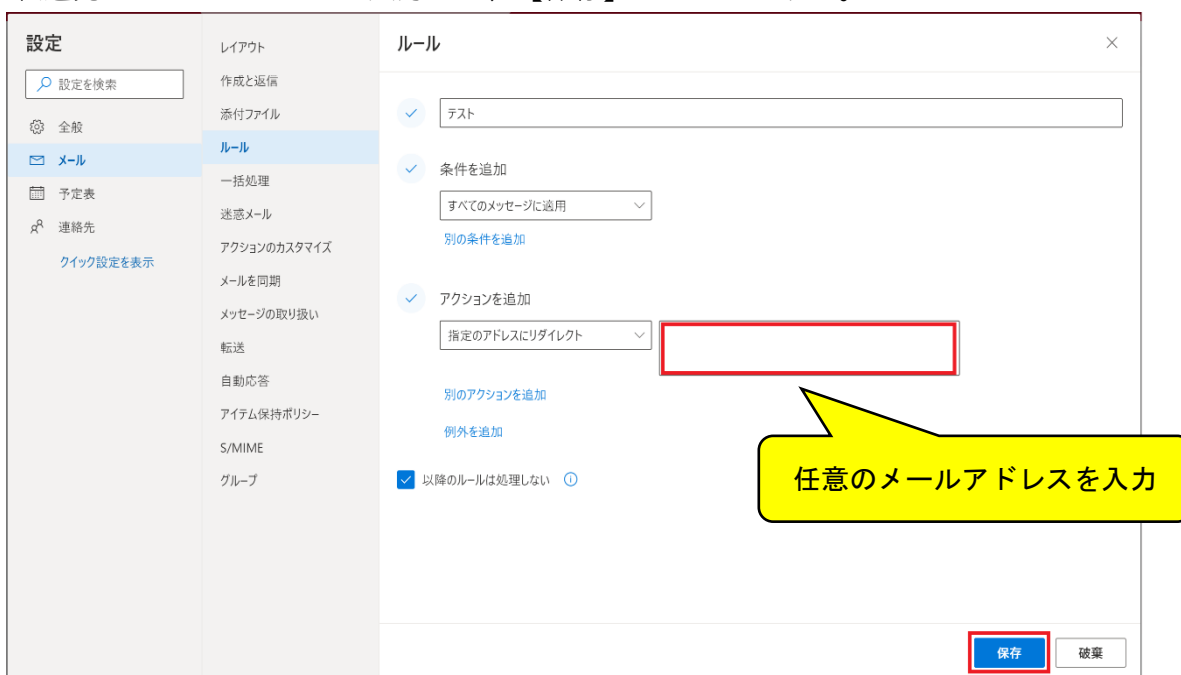 設定
設定を検索
全般
メール
予定表
連絡先
クイック設定を表示
レイアウト
作成と返信
添付ファイル
ルール
一括処理
迷惑メール
アクションのカスタマイズ
メールを同期
メッセージの取り扱い
転送
自動応答
アイテム保持ポリシー
S/MIME
グループ
ルール
テスト
条件を追加
すべてのメッセージに適用
別の条件を追加
アクションを追加
指定のアドレスにリダイレクト
別のアクションを追加
例外を追加
以降のルールは処理しない
任意のメールアドレスを入力
保存
破棄